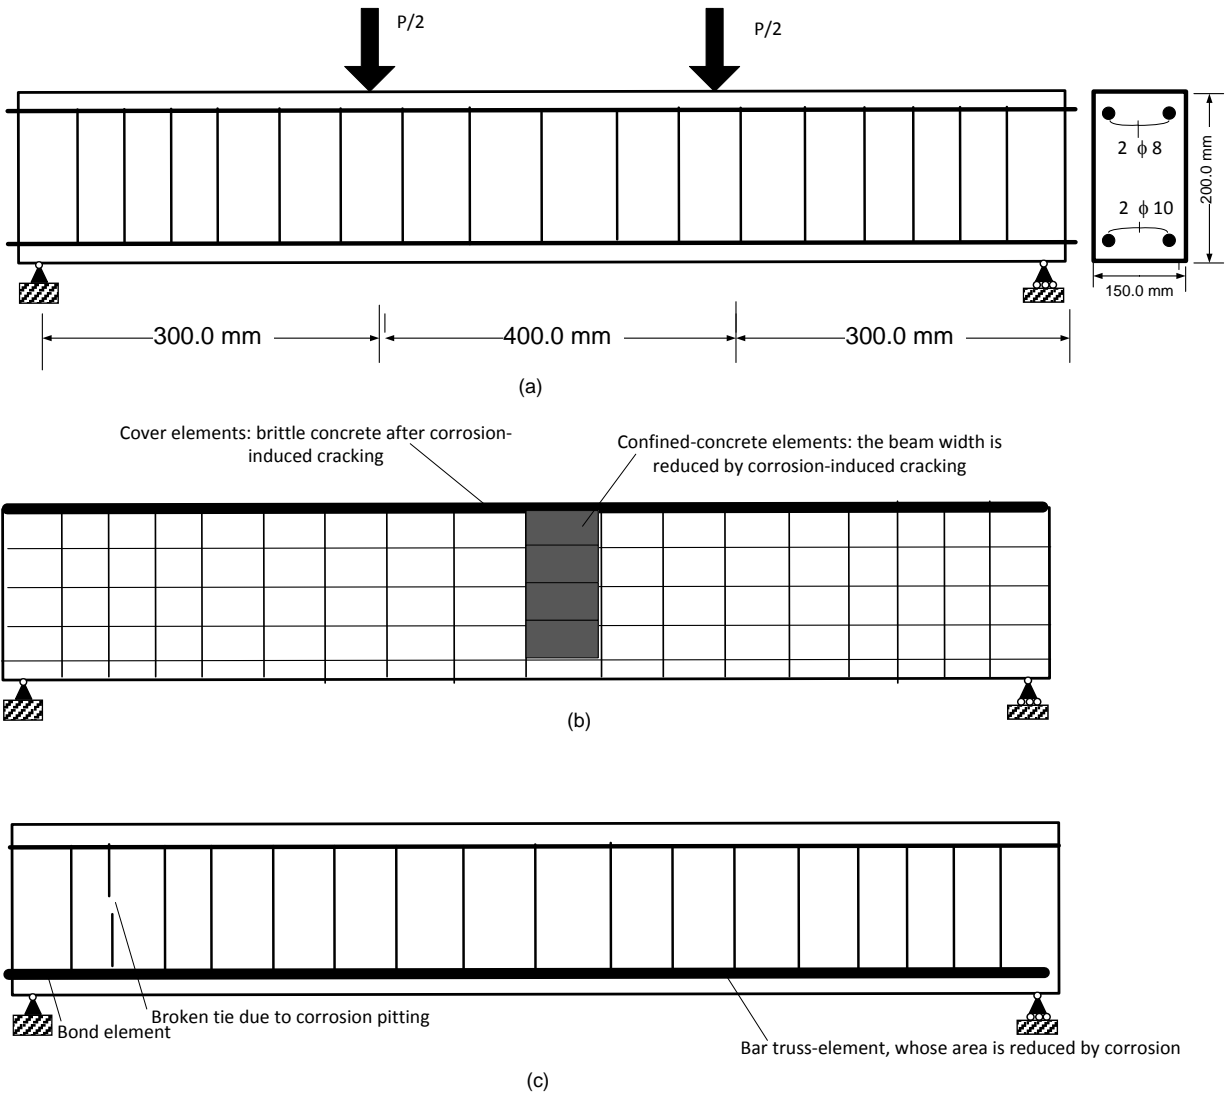 P/2
P/2
2 ϕ 8
2 ϕ 10
200.0 mm
150.0 mm
300.0 mm
400.0 mm
300.0 mm
(a)
Cover elements: brittle concrete after corrosion-
induced cracking
Confined-concrete elements: the beam width is
reduced by corrosion-induced cracking
(b)
Broken tie due to corrosion pitting
Bond element
Bar truss-element, whose area is reduced by corrosion
(c)